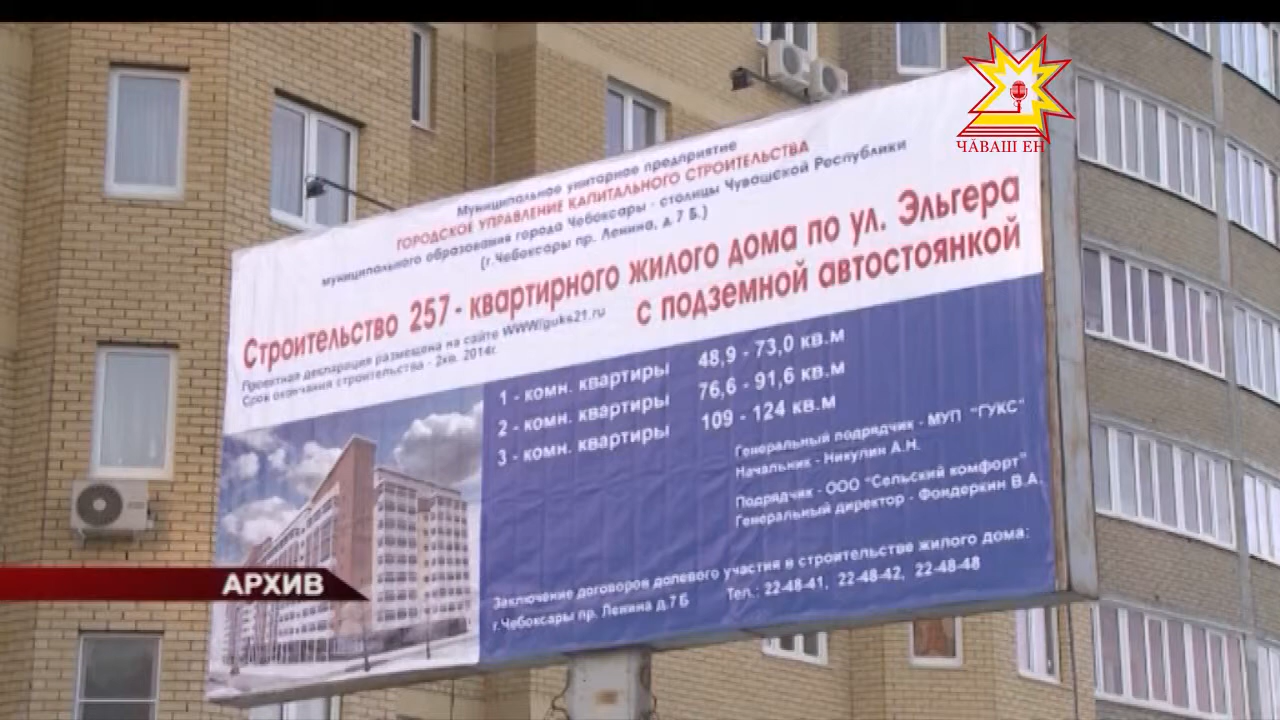 ЧӐВАШ ЕН
Муниципальное унитарное предприятие
ГОРОДСКОЕ УПРАВЛЕНИЕ КАПИТАЛЬНОГО СТРОИТЕЛЬСТВА
муниципального образования города Чебоксары - столицы Чувашской Республики
(г.Чебоксары пр. Ленина, д.7 Б.)
Строительство 257 - квартирного жилого дома по ул. Эльгера
с подземной автостоянкой
Проектная декларация размещена на сайте WWW/guks21.ru
Срок окончания строительства - 2кв. 2014г.
1 - комн. квартиры 48,9 - 73,0 кв.м
2 - комн. квартиры 76,6 - 91,6 кв.м
3 - комн. квартиры 109 - 124 кв.м
Генеральный подрядчик - МУП "ГУКС"
Начальник - Никулин А.Н.
Подрядчик - ООО "Сельский комфорт"
Генеральный директор - Фондеркин В.А.
Заключение договоров долевого участия в строительстве жилого дома:
г.Чебоксары пр. Ленина д.7 Б Тел.: 22-48-41, 22-48-42, 22-48-48
АРХИВ